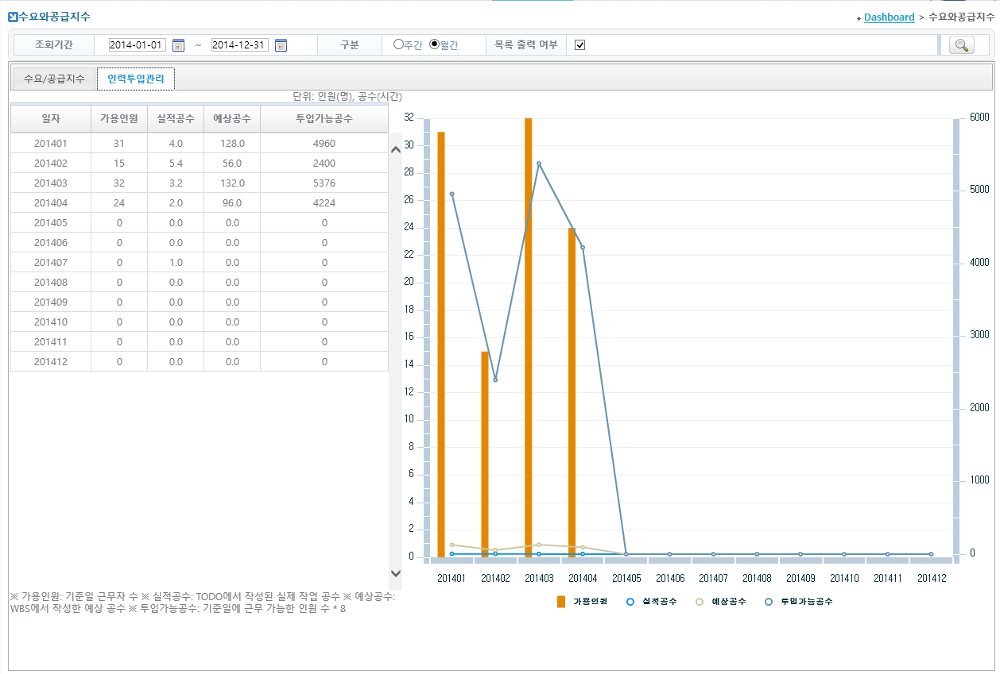 수요와공급지수
Dashboard > 수요와공급지수
조회기간 2014-01-01 ~ 2014-12-31 구분 주간 월간 목록 출력 여부
수요/공급지수 인력투입관리
단위: 인원(명), 공수(시간)
일자 가용인원 실적공수 예상공수 투입가능공수
201401 31 4.0 128.0 4960
201402 15 5.4 56.0 2400
201403 32 3.2 132.0 5376
201404 24 2.0 96.0 4224
201405 0 0.0 0.0 0
201406 0 0.0 0.0 0
201407 0 1.0 0.0 0
201408 0 0.0 0.0 0
201409 0 0.0 0.0 0
201410 0 0.0 0.0 0
201411 0 0.0 0.0 0
201412 0 0.0 0.0 0
※ 가용인원: 기준일 근무자 수 ※ 실적공수: TODO에서 작성된 실제 작업 공수 ※ 예상공수:
WBS에서 작성한 예상 공수 ※ 투입가능공수: 기준일에 근무 가능한 인원 수 * 8
32
30
28
26
24
22
20
18
16
14
12
10
8
6
4
2
0
6000
5000
4000
3000
2000
1000
0
201401 201402 201403 201404 201405 201406 201407 201408 201409 201410 201411 201412
가용인원 실적공수 예상공수 투입가능공수